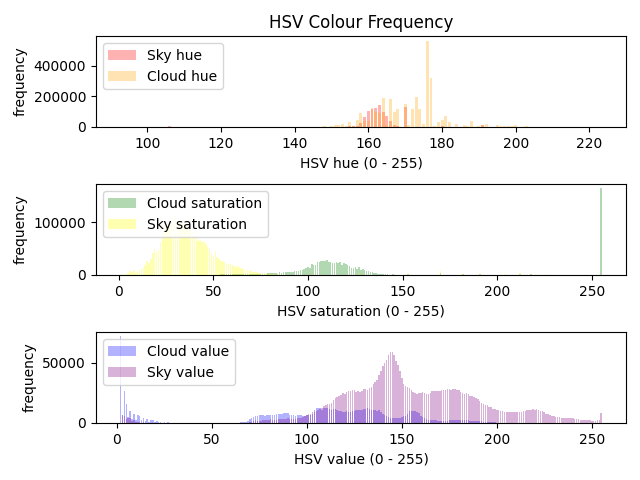 HSV Colour Frequency
frequency
400000
200000
0
Sky hue
Cloud hue
100 120 140 160 180 200 220
HSV hue (0 - 255)
frequency
100000
0
Cloud saturation
Sky saturation
0 50 100 150 200 250
HSV saturation (0 - 255)
frequency
50000
0
Cloud value
Sky value
0 50 100 150 200 250
HSV value (0 - 255)